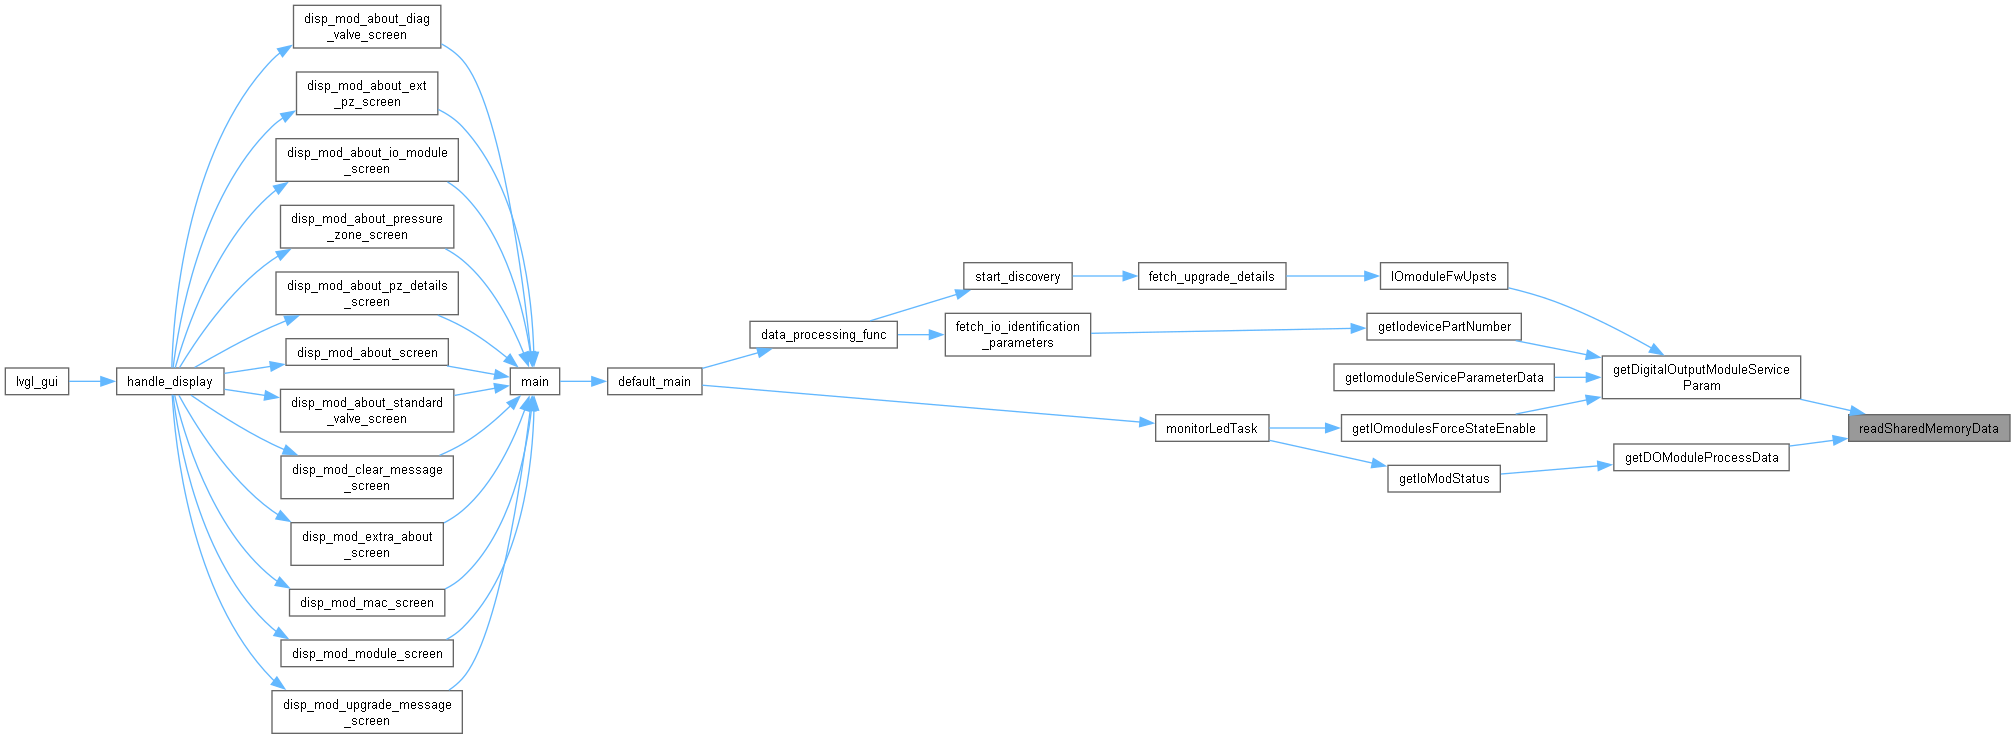 disp_mod_about_diag
_valve_screen
disp_mod_about_ext
_pz_screen
disp_mod_about_io_module
_screen
disp_mod_about_pressure
_zone_screen
disp_mod_about_pz_details
_screen
disp_mod_about_screen
disp_mod_about_standard
_valve_screen
disp_mod_clear_message
_screen
disp_mod_extra_about
_screen
disp_mod_mac_screen
disp_mod_module_screen
disp_mod_upgrade_message
_screen
lvgl_gui
handle_display
main
default_main
data_processing_func
start_discovery
fetch_io_identification
_parameters
fetch_upgrade_details
monitorLedTask
IOmoduleFwUpsts
getIodevicePartNumber
getIomoduleServiceParameterData
getIOmodulesForceStateEnable
getIoModStatus
getDigitalOutputModuleService
Param
getDOModuleProcessData
readSharedMemoryData